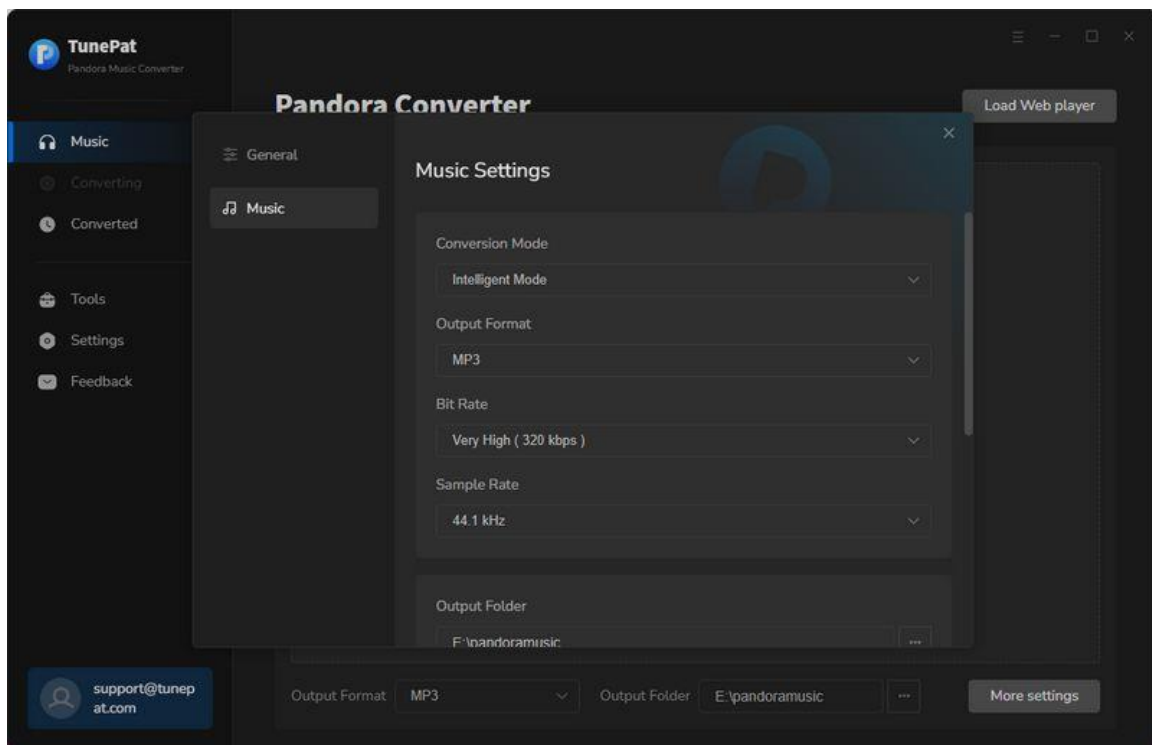 TunePat
Pandora Music Converter
Music
Converting
Converted
Tools
Settings
Feedback
support@tunep
at.com
Pandora Converter
Load Web player
General
Music
Music Settings
Conversion Mode
Intelligent Mode
Output Format
MP3
Bit Rate
Very High ( 320 kbps )
Sample Rate
44.1 kHz
Output Folder
E:\pandoramusic
...
Output Format
MP3
Output Folder
E:\pandoramusic
...
More settings